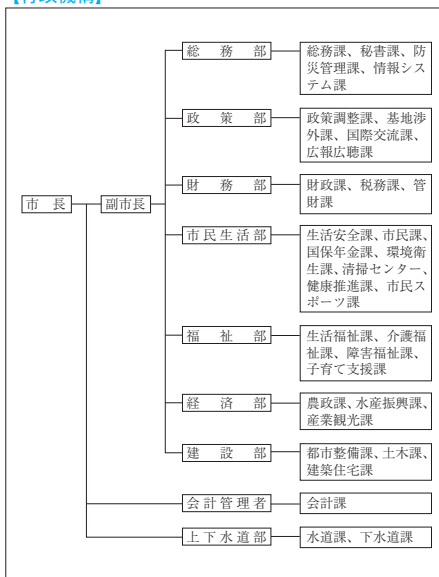 【行政機構】
総務部
総務課、秘書課、防
災管理課、情報シス
テム課
政策部
政策調整課、基地渉
外課、国際交流課、
広報広聴課
財務部
財政課、税務課、管
財課
市長
副市長
市民生活部
生活安全課、市民課、
国保年金課、環境衛
生課、清掃センター、
健康推進課、市民ス
ポーツ課
福祉部
生活福祉課、介護福
祉課、障害福祉課、
子育て支援課
経済部
農政課、水産振興課、
産業観光課
建設部
都市整備課、土木課、
建築住宅課
会計管理者
会計課
上下水道部
水道課、下水道課